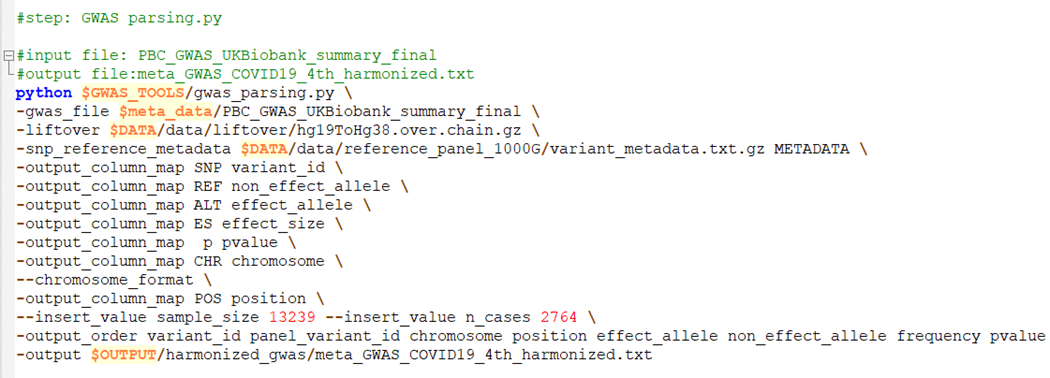 #step: GWAS parsing.py
#input file: PBC_GWAS_UKBiobank_summary_final
#output file:meta_GWAS_COVID19_4th_harmonized.txt
python $GWAS_TOOLS/gwas_parsing.py \
-gwas_file $meta_data/PBC_GWAS_UKBiobank_summary_final \
-liftover $DATA/data/liftover/hg19ToHg38.over.chain.gz \
-snp_reference_metadata $DATA/data/reference_panel_1000G/variant_metadata.txt.gz METADATA \
-output_column_map SNP variant_id \
-output_column_map REF non_effect_allele \
-output_column_map ALT effect_allele \
-output_column_map ES effect_size \
-output_column_map  p pvalue \
-output_column_map CHR chromosome \
--chromosome_format \
-output_column_map POS position \
--insert_value sample_size 13239 --insert_value n_cases 2764 \
-output_order variant_id panel_variant_id chromosome position effect_allele non_effect_allele frequency pvalue
-output $OUTPUT/harmonized_gwas/meta_GWAS_COVID19_4th_harmonized.txt